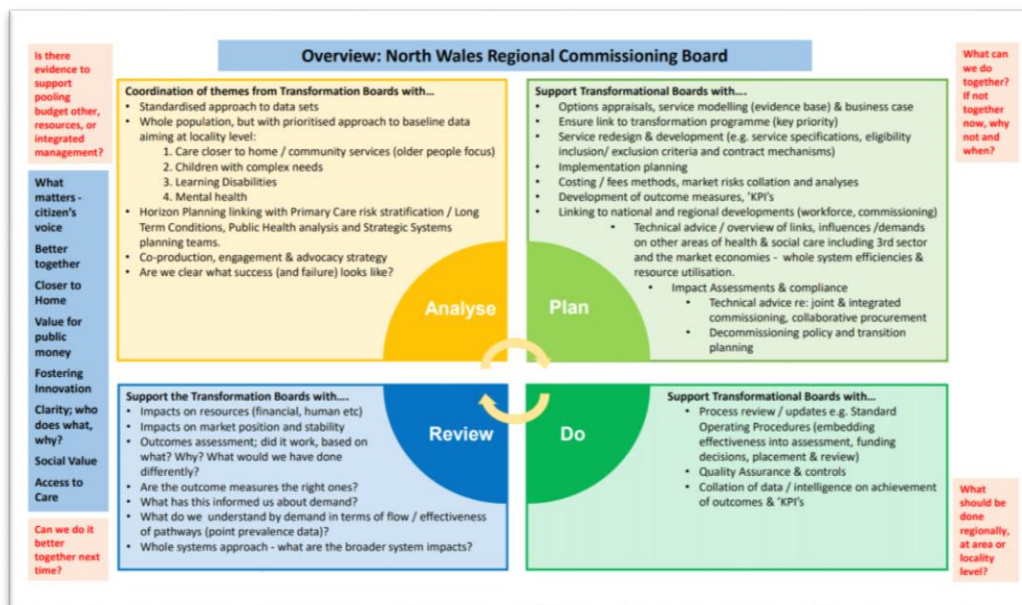 Overview: North Wales Regional Commissioning Board
Is there
evidence to
support
pooling
budget other,
resources, or
integrated
management?
What
matters -
citizen's
voice
Better
together
Closer to
Home
Value for
public
money
Fostering
Innovation
Clarity; who
does what,
why?
Social Value
Access to
Care
Can we do it
better
together next
time?
Coordination of themes from Transformation Boards with...
• Standardised approach to data sets
• Whole population, but with prioritised approach to baseline data
aiming at locality level:
1. Care closer to home / community services (older people focus)
2. Children with complex needs
3. Learning Disabilities
4. Mental health
• Horizon Planning linking with Primary Care risk stratification / Long
Term Conditions, Public Health analysis and Strategic Systems
planning teams.
• Co-production, engagement & advocacy strategy
• Are we clear what success (and failure) looks like?
Analyse
Support Transformational Boards with....
• Options appraisals, service modelling (evidence base) & business case
• Ensure link to transformation programme (key priority)
• Service redesign & development (e.g. service specifications, eligibility
inclusion/ exclusion criteria and contract mechanisms)
• Implementation planning
• Costing / fees methods, market risks collation and analyses
• Development of outcome measures, 'KPI's
• Linking to national and regional developments (workforce, commissioning)
• Technical advice / overview of links, influences /demands
on other areas of health & social care including 3rd sector
and the market economies - whole system efficiencies &
resource utilisation.
• Impact Assessments & compliance
• Technical advice re: joint & integrated
commissioning, collaborative procurement
• Decommissioning policy and transition
planning
Plan
Support the Transformation Boards with....
• Impacts on resources (financial, human etc)
• Impacts on market position and stability
• Outcomes assessment; did it work, based on
what? Why? What would we have done
differently?
• Are the outcome measures the right ones?
• What has this informed us about demand?
• What do we understand by demand in terms of flow / effectiveness
of pathways (point prevalence data)?
• Whole systems approach - what are the broader system impacts?
Review
Do
Support Transformational Boards with...
• Process review / updates e.g. Standard
Operating Procedures (embedding
effectiveness into assessment, funding
decisions, placement & review)
• Quality Assurance & controls
• Collation of data / intelligence on achievement
of outcomes & 'KPI's
What can
we do
together?
If not
together
now, why
not and
when?
What
should be
done
regionally,
at area or
locality
level?